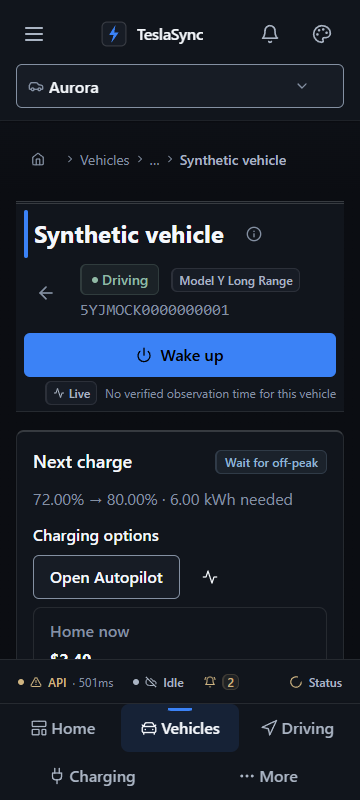 TeslaSync
Aurora
Vehicles ... Synthetic vehicle
Synthetic vehicle
Driving Model Y Long Range
5YJMOCK0000000001
Wake up
Live No verified observation time for this vehicle
Next charge Wait for off-peak
72.00% → 80.00% · 6.00 kWh needed
Charging options
Open Autopilot
Home now
API · 501ms Idle 2 Status
Home Vehicles Driving
Charging More